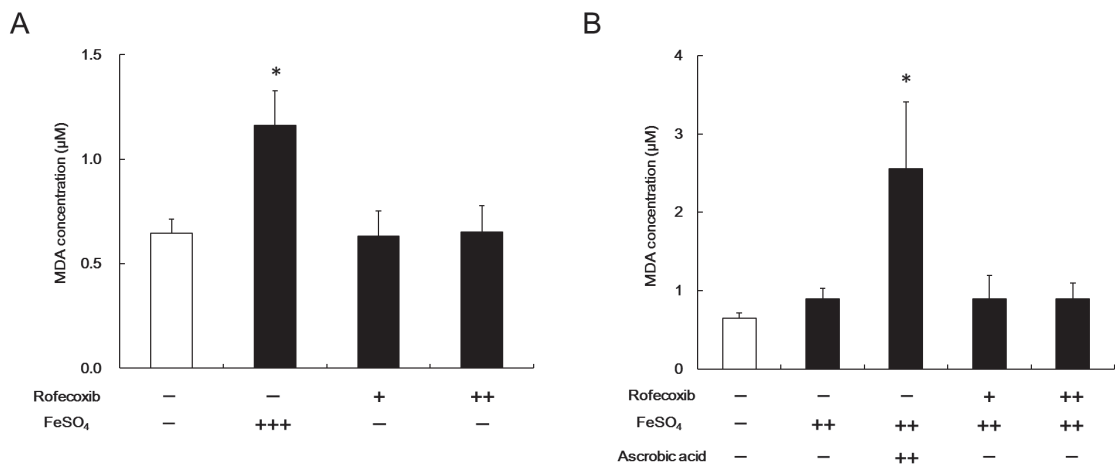 A
MDA concentration (μM)
1.5
1.0
0.5
0.0
*
Rofecoxib − − + ++
FeSO₄ − +++ − −
B
MDA concentration (μM)
4
3
2
1
0
*
Rofecoxib − − − + ++
FeSO₄ − ++ ++ ++ ++
Ascrobic acid − − ++ − −